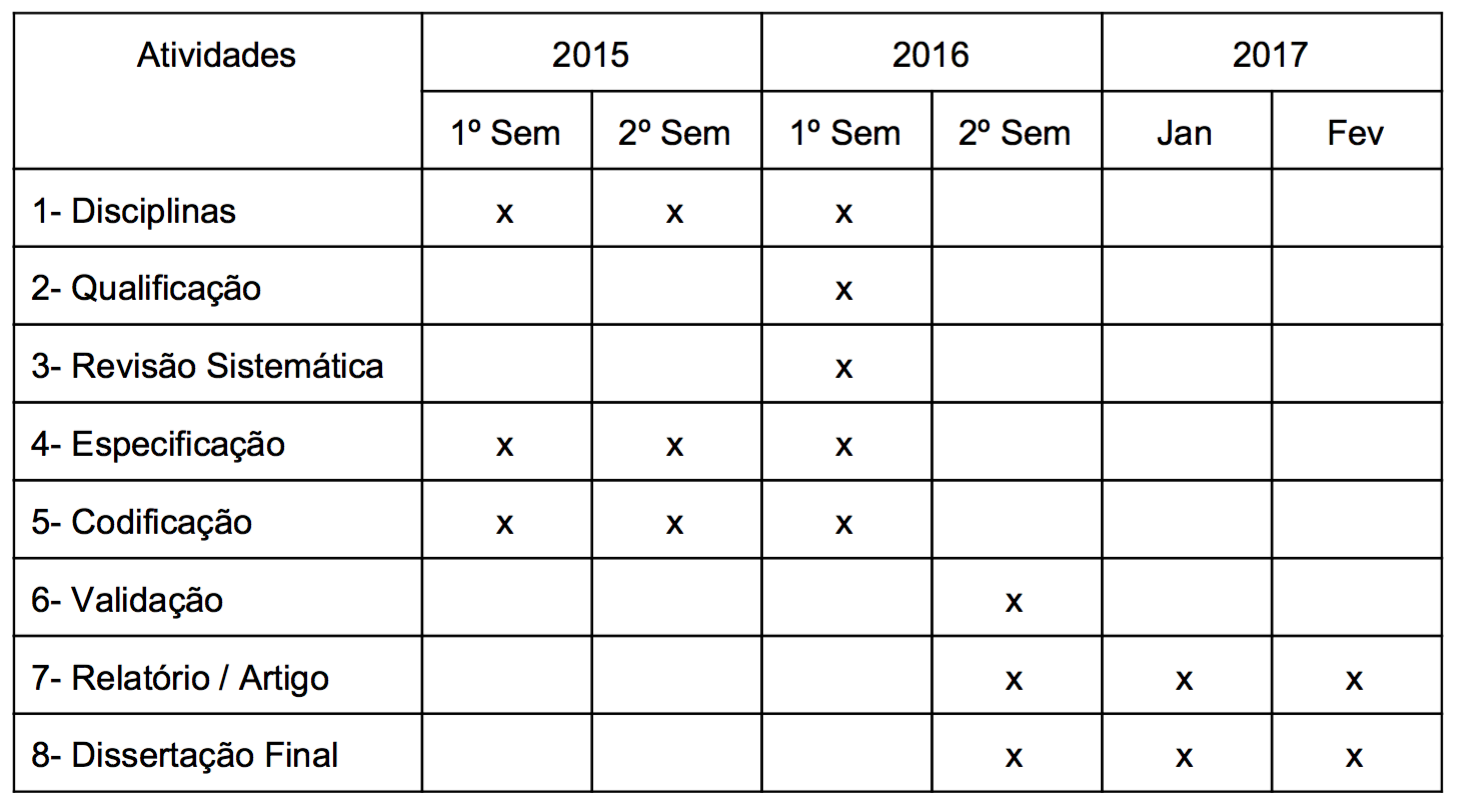 Atividades 2015 2016 2017
1º Sem 2º Sem 1º Sem 2º Sem Jan Fev
1- Disciplinas x x x
2- Qualificação x
3- Revisão Sistemática x
4- Especificação x x x
5- Codificação x x x
6- Validação x
7- Relatório / Artigo x x x
8- Dissertação Final x x x